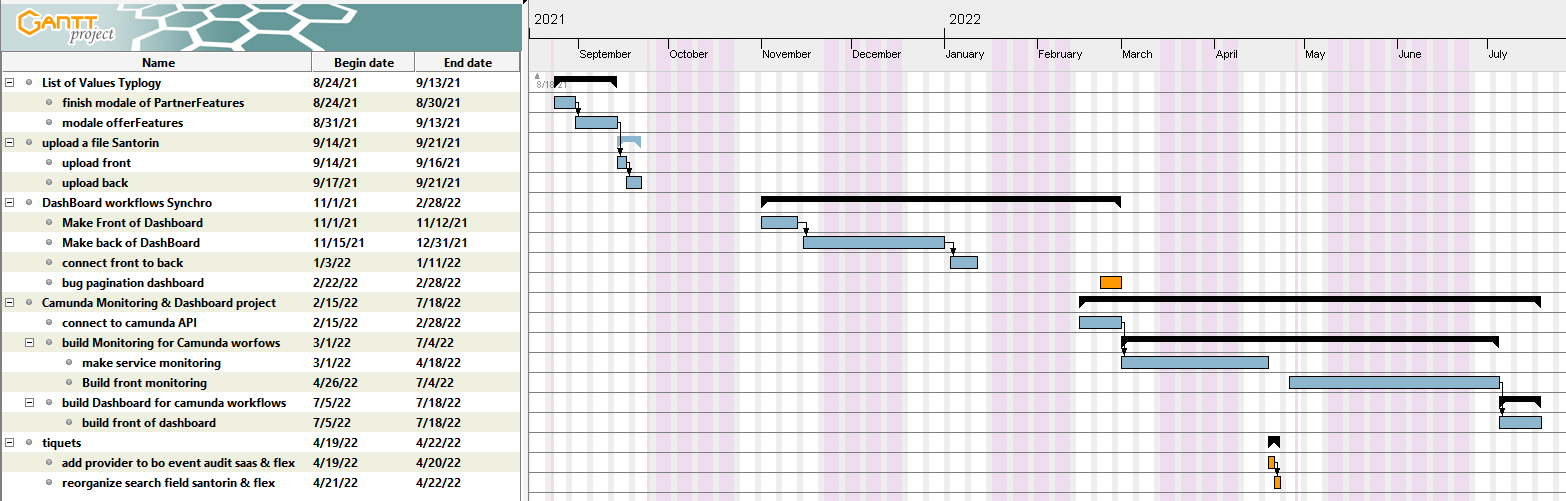 GANTT
project
2021
2022
September October November December January February March April May June July
Name Begin date End date
8/18/21
List of Values Typlogy 8/24/21 9/13/21
finish modale of PartnerFeatures 8/24/21 8/30/21
modale offerFeatures 8/31/21 9/13/21
upload a file Santorin 9/14/21 9/21/21
upload front 9/14/21 9/16/21
upload back 9/17/21 9/21/21
DashBoard workflows Synchro 11/1/21 2/28/22
Make Front of Dashboard 11/1/21 11/12/21
Make back of DashBoard 11/15/21 12/31/21
connect front to back 1/3/22 1/11/22
bug pagination dashboard 2/22/22 2/28/22
Camunda Monitoring & Dashboard project 2/15/22 7/18/22
connect to camunda API 2/15/22 2/28/22
build Monitoring for Camunda worfows 3/1/22 7/4/22
make service monitoring 3/1/22 4/18/22
Build front monitoring 4/26/22 7/4/22
build Dashboard for camunda workflows 7/5/22 7/18/22
build front of dashboard 7/5/22 7/18/22
tiquets 4/19/22 4/22/22
add provider to bo event audit saas & flex 4/19/22 4/20/22
reorganize search field santorin & flex 4/21/22 4/22/22